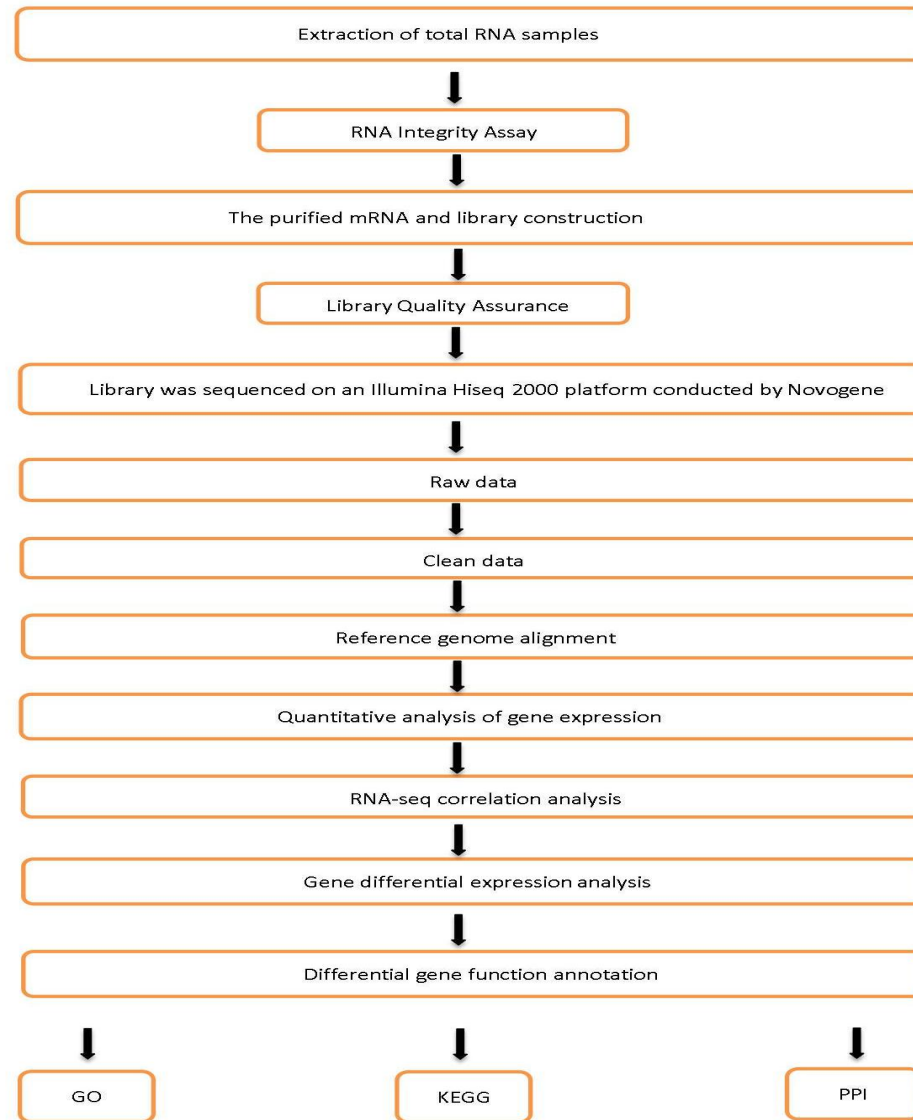 Extraction of total RNA samples
RNA Integrity Assay
The purified mRNA and library construction
Library Quality Assurance
Library was sequenced on an Illumina Hiseq 2000 platform conducted by Novogene
Raw data
Clean data
Reference genome alignment
Quantitative analysis of gene expression
RNA-seq correlation analysis
Gene differential expression analysis
Differential gene function annotation
GO
KEGG
PPI